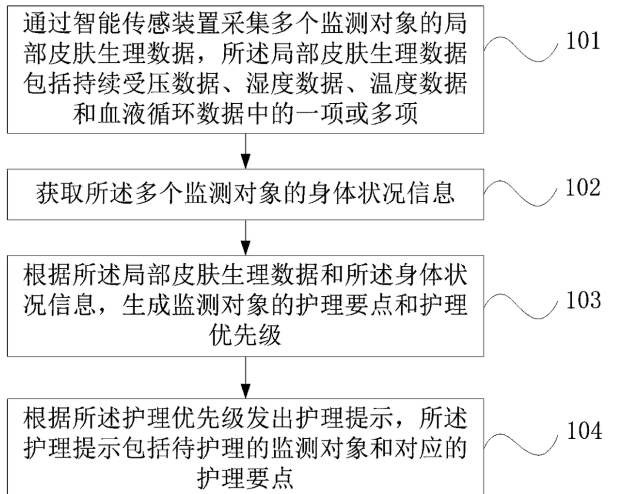 通过智能传感装置采集多个监测对象的局
部皮肤生理数据，所述局部皮肤生理数据
包括持续受压数据、湿度数据、温度数据
和血液循环数据中的一项或多项
101
获取所述多个监测对象的身体状况信息
102
根据所述局部皮肤生理数据和所述身体状
况信息，生成监测对象的护理要点和护理
优先级
103
根据所述护理优先级发出护理提示，所述
护理提示包括待护理的监测对象和对应的
护理要点
104